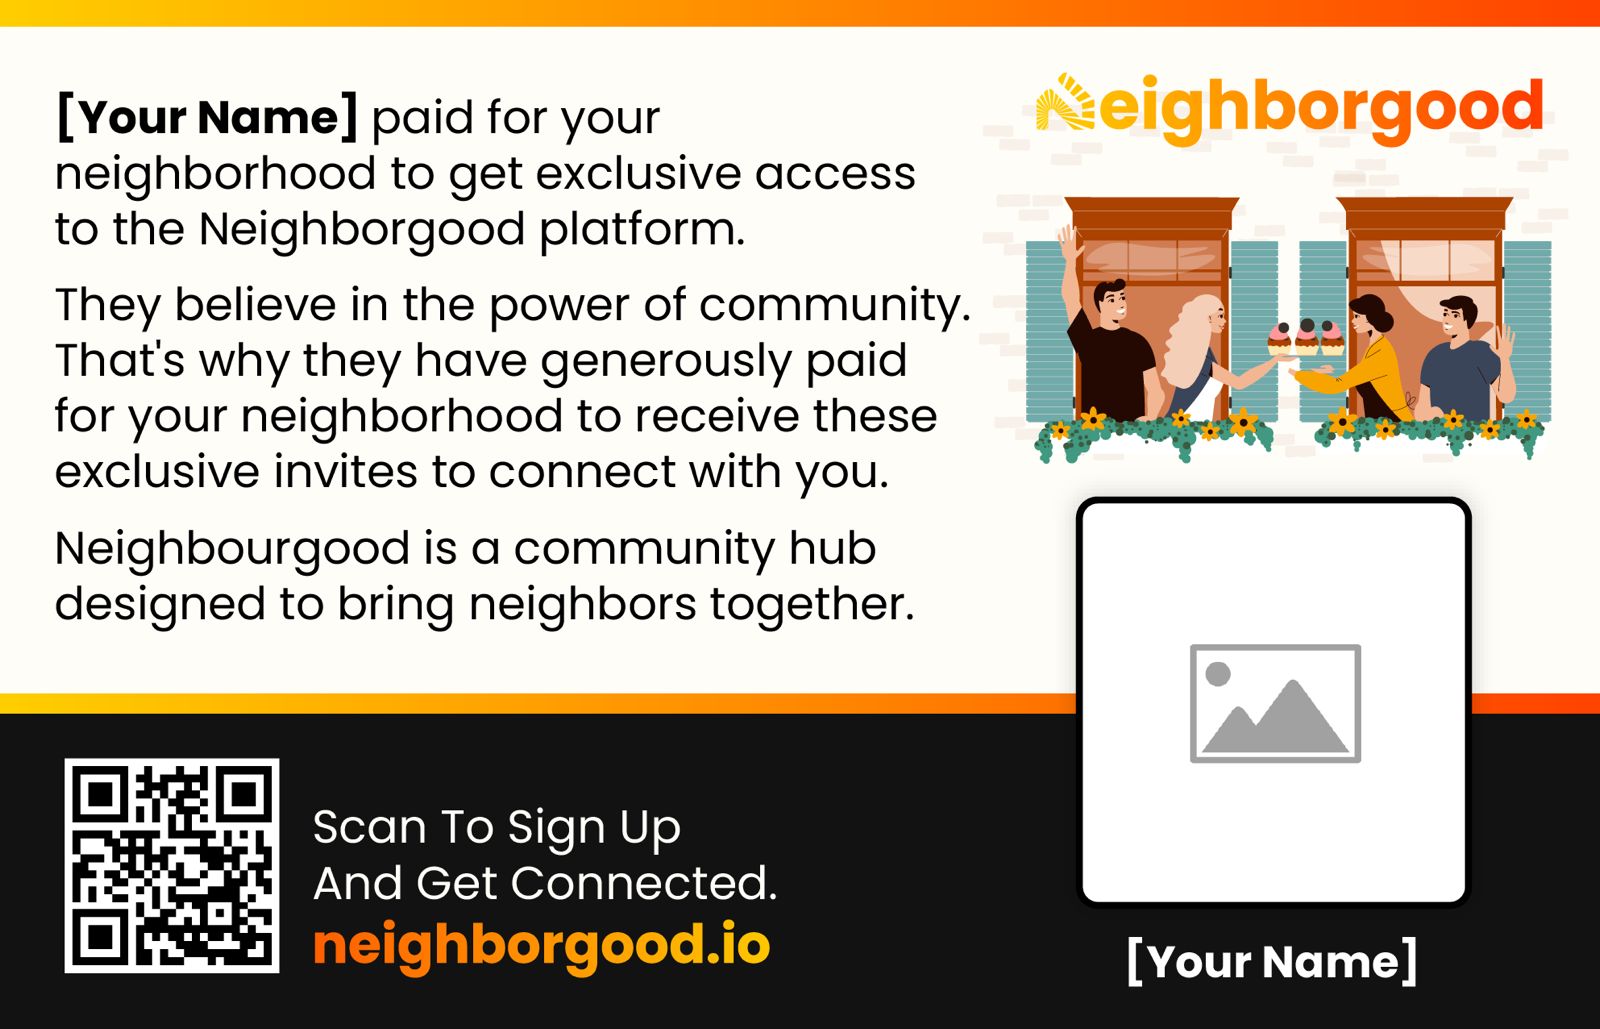 Neighborgood
[Your Name] paid for your
neighborhood to get exclusive access
to the Neighborgood platform.
They believe in the power of community.
That's why they have generously paid
for your neighborhood to receive these
exclusive invites to connect with you.
Neighbourgood is a community hub
designed to bring neighbors together.
Scan To Sign Up
And Get Connected.
neighborgood.io
[Your Name]